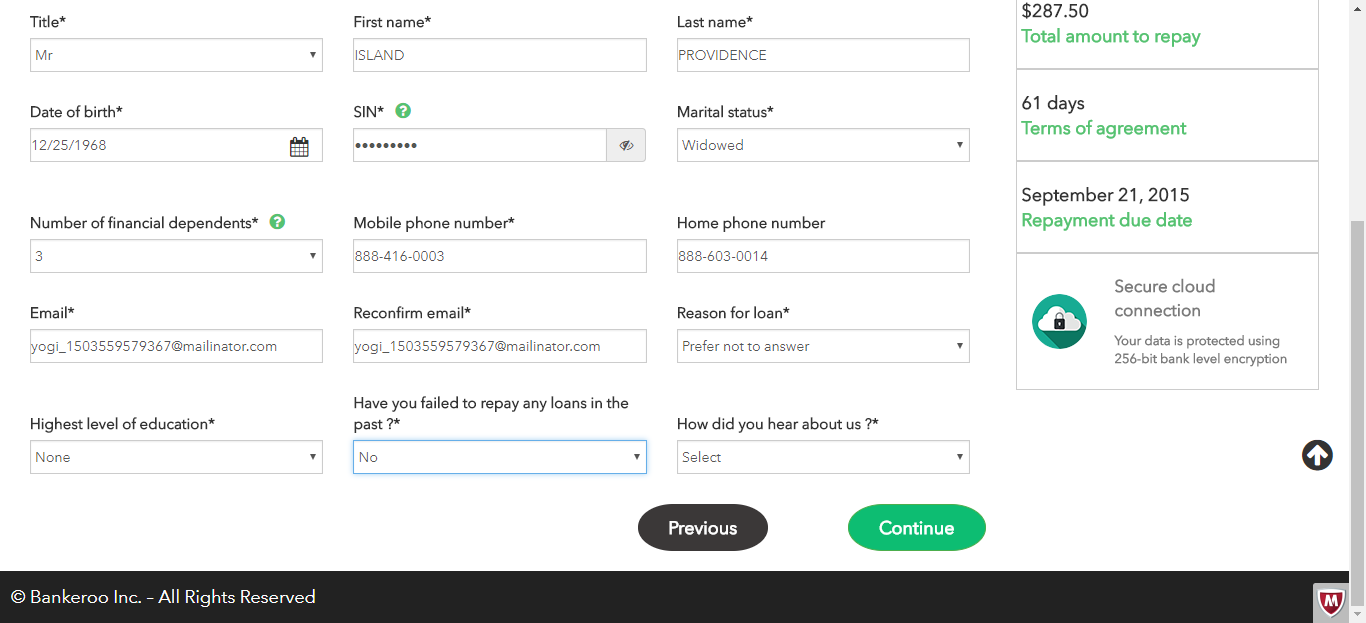 Title* First name* Last name*
Mr ISLAND PROVIDENCE
Date of birth* SIN* ? Marital status*
12/25/1968 ••••••••• Widowed
Number of financial dependents* ? Mobile phone number* Home phone number
3 888-416-0003 888-603-0014
Email* Reconfirm email* Reason for loan*
yogi_1503559579367@mailinator.com yogi_1503559579367@mailinator.com Prefer not to answer
Have you failed to repay any loans in the
Highest level of education* past ?* How did you hear about us ?*
None No Select
Previous Continue
$287.50
Total amount to repay
61 days
Terms of agreement
September 21, 2015
Repayment due date
Secure cloud
connection
Your data is protected using
256-bit bank level encryption
© Bankeroo Inc. – All Rights Reserved
M